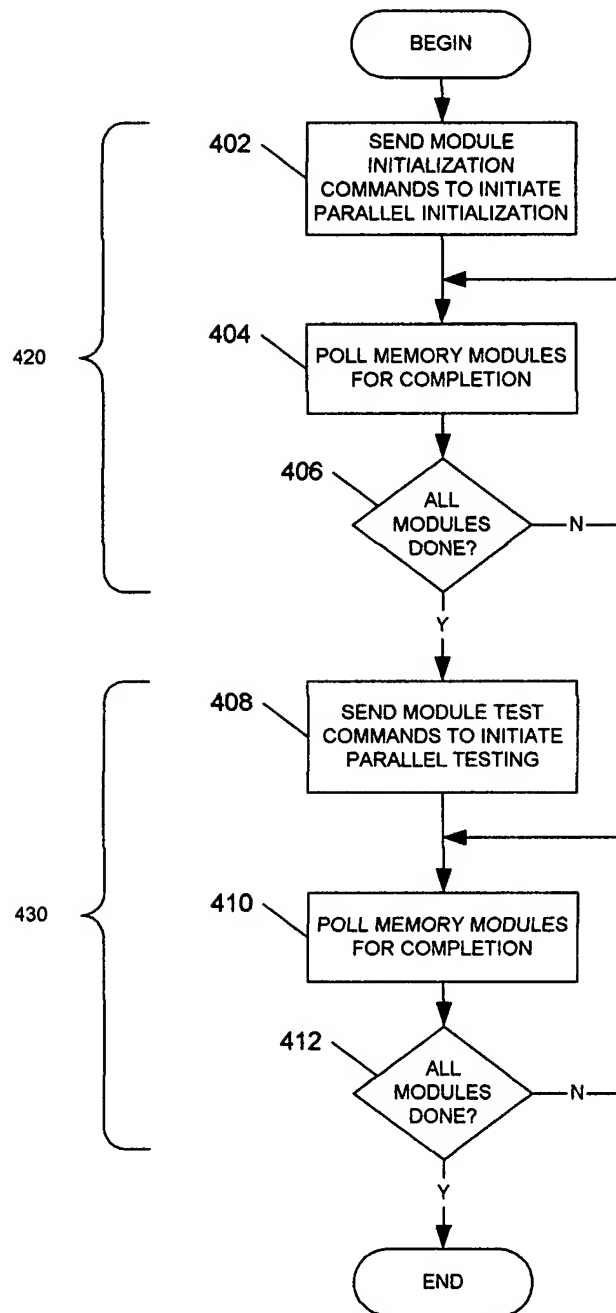 BEGIN
402
SEND MODULE
INITIALIZATION
COMMANDS TO INITIATE
PARALLEL INITIALIZATION
404
POLL MEMORY MODULES
FOR COMPLETION
420
406
ALL
MODULES
DONE?
N
Y
408
SEND MODULE TEST
COMMANDS TO INITIATE
PARALLEL TESTING
430
410
POLL MEMORY MODULES
FOR COMPLETION
412
ALL
MODULES
DONE?
N
Y
END